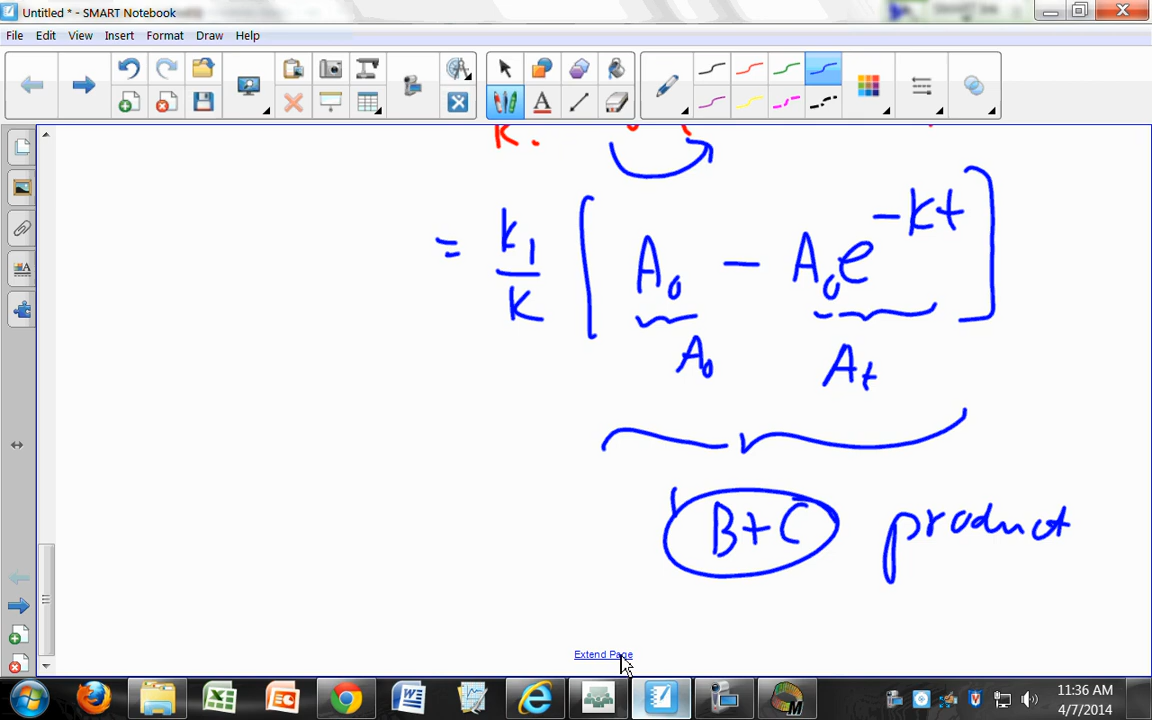 Untitled * - SMART Notebook
File Edit View Insert Format Draw Help
K.
= k₁/K [ A₀ − A₀e^(−Kt) ]
A₀ Aₜ
B+C product
Extend Page
11:36 AM
4/7/2014